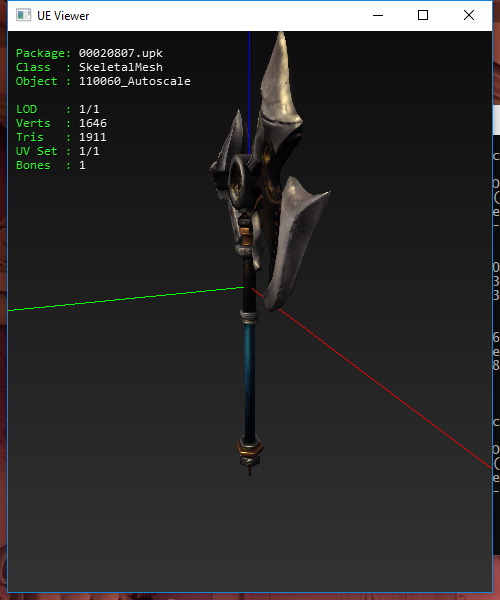 UE Viewer
Package: 00020807.upk
Class : SkeletalMesh
Object : 110060_Autoscale
LOD : 1/1
Verts : 1646
Tris : 1911
UV Set : 1/1
Bones : 1